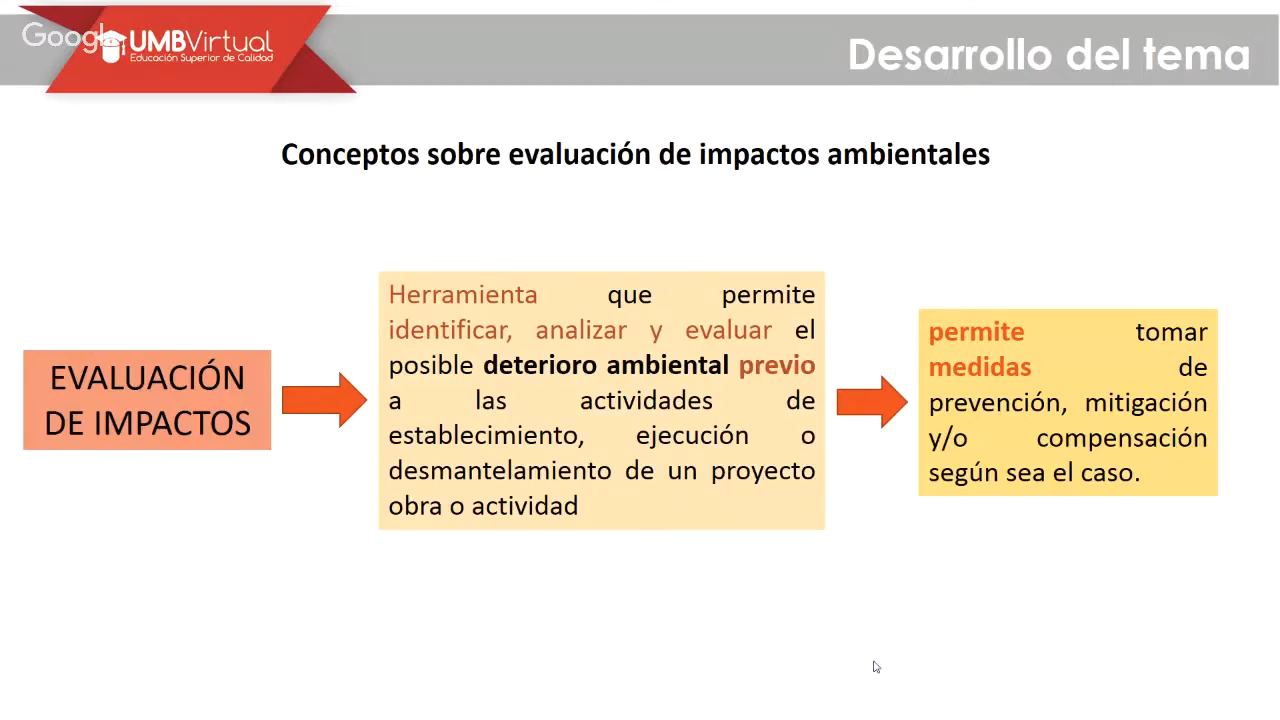 Google
UMBVirtual
Educación Superior de Calidad
Desarrollo del tema
Conceptos sobre evaluación de impactos ambientales
EVALUACIÓN
DE IMPACTOS
Herramienta que permite
identificar, analizar y evaluar el
posible deterioro ambiental previo
a las actividades de
establecimiento, ejecución o
desmantelamiento de un proyecto
obra o actividad
permite tomar
medidas de
prevención, mitigación
y/o compensación
según sea el caso.